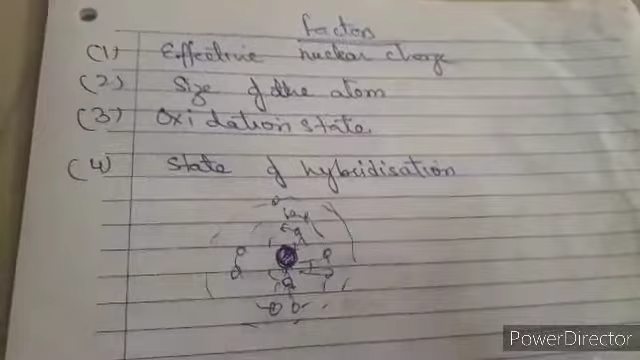 factors
(1) Effective nuclear charge
(2) Size of the atom
(3) Oxidation state
(4) State of hybridisation
PowerDirector